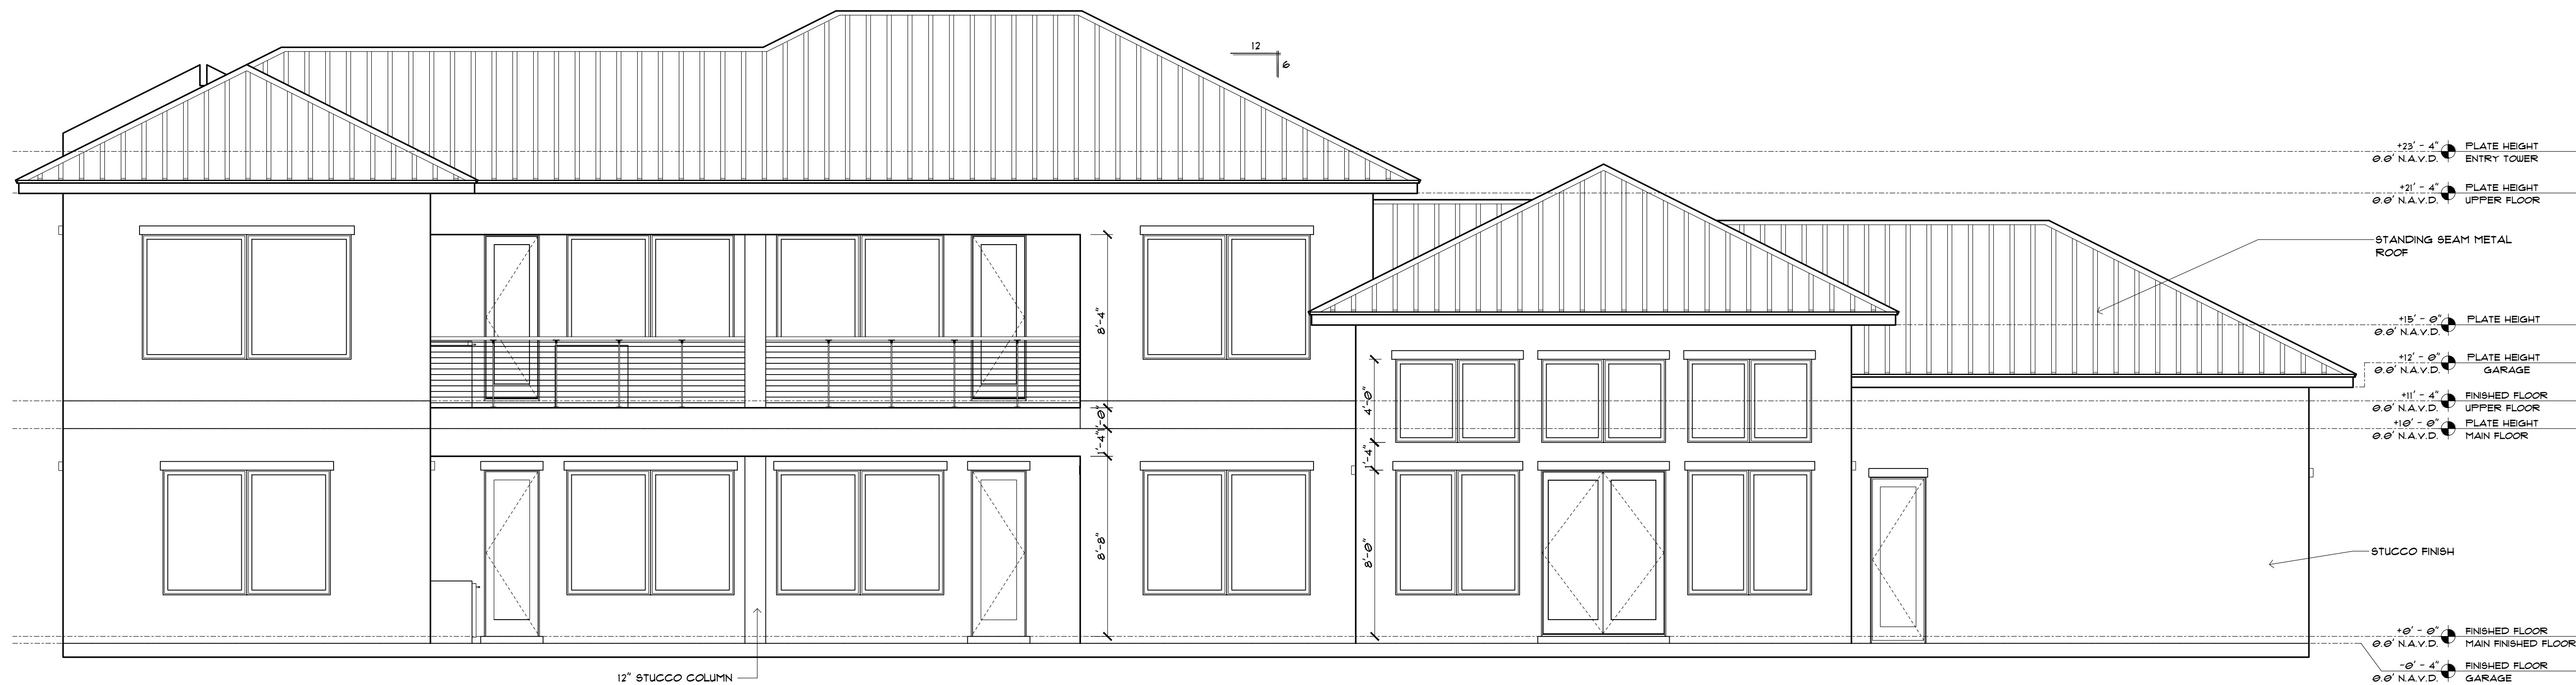 12
6
+23' - 4" PLATE HEIGHT
0.0' N.A.V.D. ENTRY TOWER
+21' - 4" PLATE HEIGHT
0.0' N.A.V.D. UPPER FLOOR
STANDING SEAM METAL
ROOF
8'-4"
+15' - 0" PLATE HEIGHT
0.0' N.A.V.D.
+12' - 0" PLATE HEIGHT
0.0' N.A.V.D. GARAGE
4'-0"
+11' - 4" FINISHED FLOOR
0.0' N.A.V.D. UPPER FLOOR
1'-0"
+10' - 0" PLATE HEIGHT
0.0' N.A.V.D. MAIN FLOOR
1'-4"
1'-4"
8'-8"
8'-0"
STUCCO FINISH
+0' - 0" FINISHED FLOOR
0.0' N.A.V.D. MAIN FINISHED FLOOR
-0' - 4" FINISHED FLOOR
0.0' N.A.V.D. GARAGE
12" STUCCO COLUMN